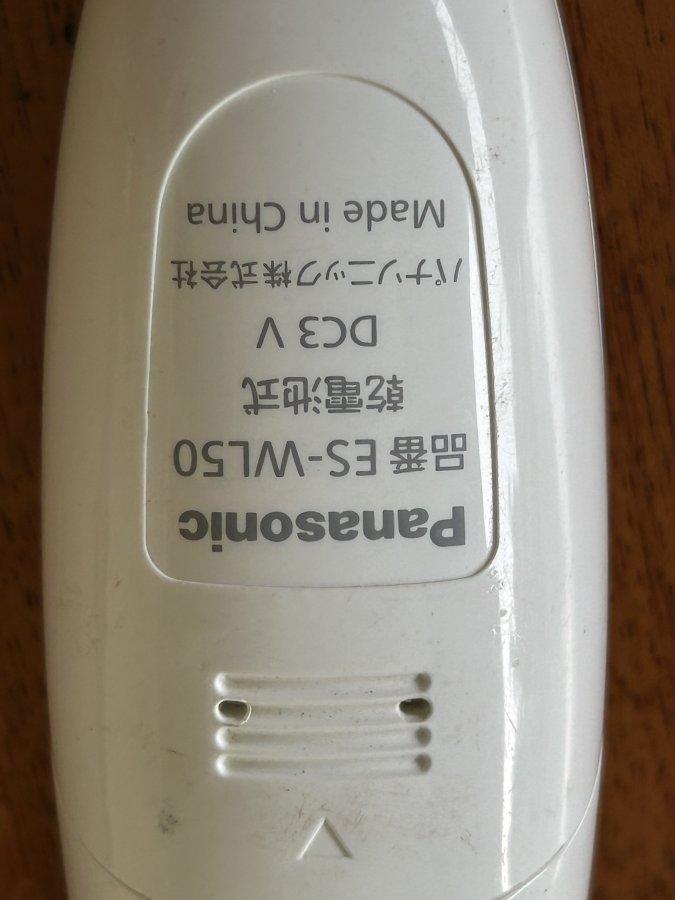 Panasonic
品番 ES-WL50
乾電池式
DC3 V
パナソニック株式会社
Made in China